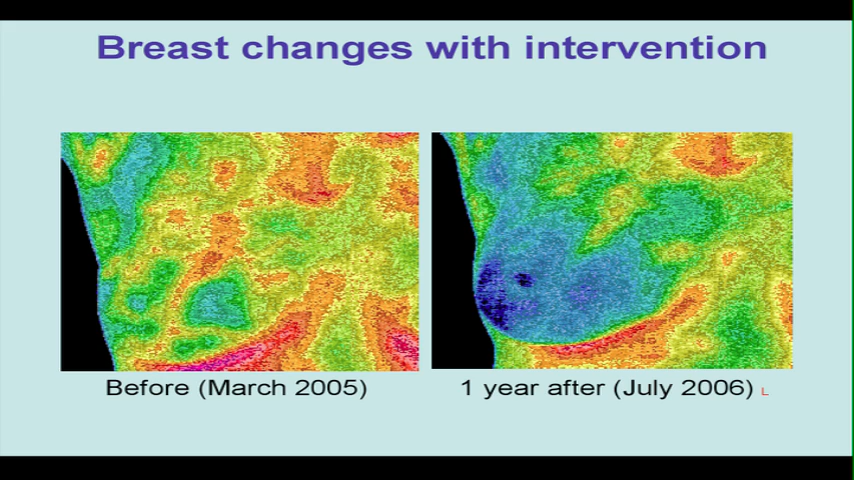 Breast changes with intervention
Before (March 2005)
1 year after (July 2006) L